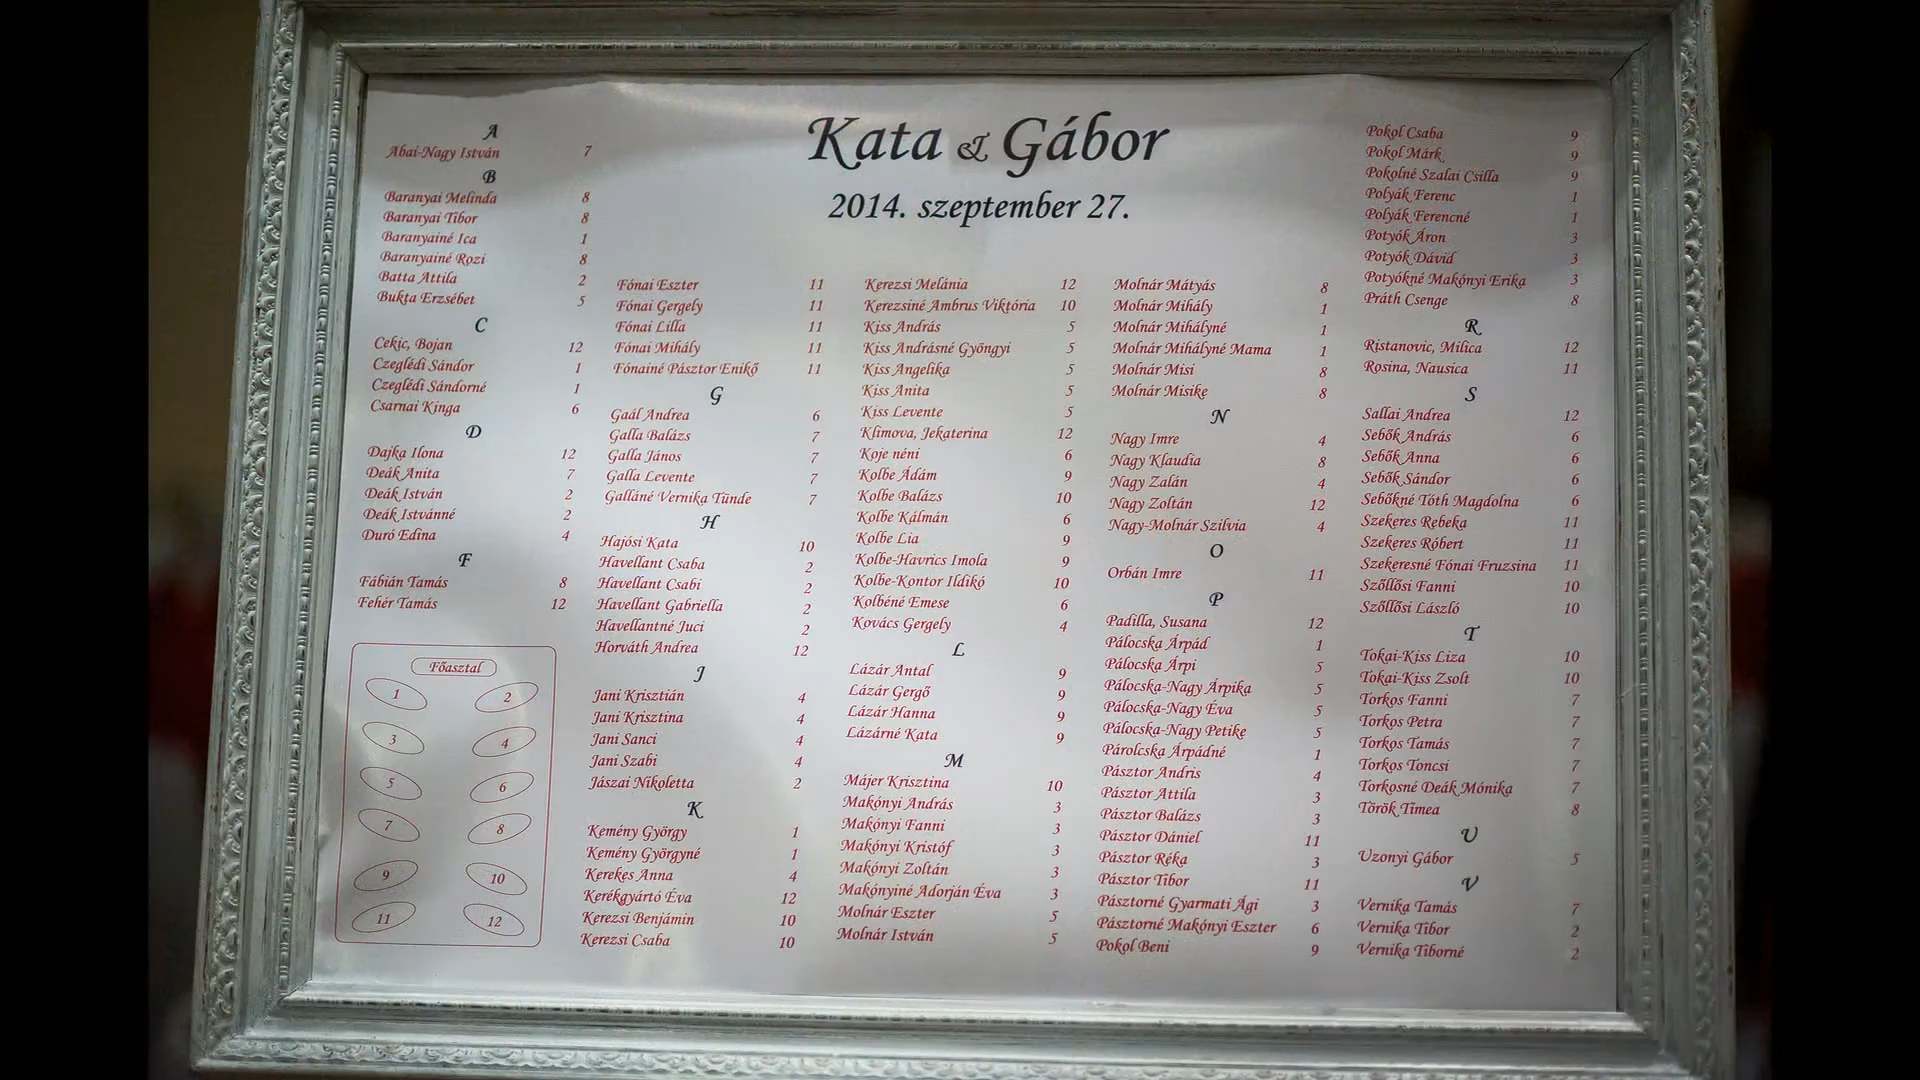 Kata & Gábor
2014. szeptember 27.
A
Abai-Nagy István 7
B
Baranyai Melinda 8
Baranyai Tibor 8
Baranyainé Ica 1
Baranyainé Rozi 8
Batta Attila 2
Bukta Erzsébet 5
C
Cekic, Bojan 12
Czeglédi Sándor 1
Czeglédi Sándorné 1
Csarnai Kinga 6
D
Dajka Ilona 12
Deák Anita 7
Deák István 2
Deák Istvánné 2
Duró Edina 4
F
Fábián Tamás 8
Fehér Tamás 12
Főasztal
1 2
3 4
5 6
7 8
9 10
11 12
Fónai Eszter 11
Fónai Gergely 11
Fónai Lilla 11
Fónai Mihály 11
Fónainé Pásztor Enikő 11
G
Gaál Andrea 6
Galla Balázs 7
Galla János 7
Galla Levente 7
Galláné Vernika Tünde 7
H
Hajósi Kata 10
Havellant Csaba 2
Havellant Csabi 2
Havellant Gabriella 2
Havellantné Juci 2
Horváth Andrea 12
J
Jani Krisztián 4
Jani Krisztina 4
Jani Sanci 4
Jani Szabi 4
Jászai Nikoletta 2
K
Kemény György 1
Kemény Györgyné 1
Kerekes Anna 4
Kerékgyártó Éva 12
Kerezsi Benjámin 10
Kerezsi Csaba 10
Kerezsi Melánia 12
Kerezsiné Ambrus Viktória 10
Kiss András 5
Kiss Andrásné Gyöngyi 5
Kiss Angelika 5
Kiss Anita 5
Kiss Levente 5
Klimova, Jekaterina 12
Koje néni 6
Kolbe Ádám 9
Kolbe Balázs 10
Kolbe Kálmán 6
Kolbe Lia 9
Kolbe-Havrics Imola 9
Kolbe-Kontor Ildikó 10
Kolbéné Emese 6
Kovács Gergely 4
L
Lázár Antal 9
Lázár Gergő 9
Lázár Hanna 9
Lázárné Kata 9
M
Májer Krisztina 10
Makónyi András 3
Makónyi Fanni 3
Makónyi Kristóf 3
Makónyi Zoltán 3
Makónyiné Adorján Éva 3
Molnár Eszter 5
Molnár István 5
Molnár Mátyás 8
Molnár Mihály 1
Molnár Mihályné 1
Molnár Mihályné Mama 1
Molnár Misi 8
Molnár Misike 8
N
Nagy Imre 4
Nagy Klaudia 8
Nagy Zalán 4
Nagy Zoltán 12
Nagy-Molnár Szilvia 4
O
Orbán Imre 11
P
Padilla, Susana 12
Pálocska Árpád 1
Pálocska Árpi 5
Pálocska-Nagy Árpika 5
Pálocska-Nagy Éva 5
Pálocska-Nagy Petike 5
Párolcska Árpádné 1
Pásztor Andris 4
Pásztor Attila 3
Pásztor Balázs 3
Pásztor Dániel 11
Pásztor Réka 3
Pásztor Tibor 11
Pásztorné Gyarmati Ági 3
Pásztorné Makónyi Eszter 6
Pokol Beni 9
Pokol Csaba 9
Pokol Márk 9
Pokolné Szalai Csilla 9
Polyák Ferenc 1
Polyák Ferencné 1
Potyók Áron 3
Potyók Dávid 3
Potyókné Makónyi Erika 3
Práth Csenge 8
R
Ristanovic, Milica 12
Rosina, Nausica 11
S
Sallai Andrea 12
Sebők András 6
Sebők Anna 6
Sebők Sándor 6
Sebőkné Tóth Magdolna 6
Szekeres Rebeka 11
Szekeres Róbert 11
Szekeresné Fónai Fruzsina 11
Szőllősi Fanni 10
Szőllősi László 10
T
Tokai-Kiss Liza 10
Tokai-Kiss Zsolt 10
Torkos Fanni 7
Torkos Petra 7
Torkos Tamás 7
Torkos Toncsi 7
Torkosné Deák Mónika 7
Török Tímea 8
U
Uzonyi Gábor 5
V
Vernika Tamás 7
Vernika Tibor 2
Vernika Tiborné 2